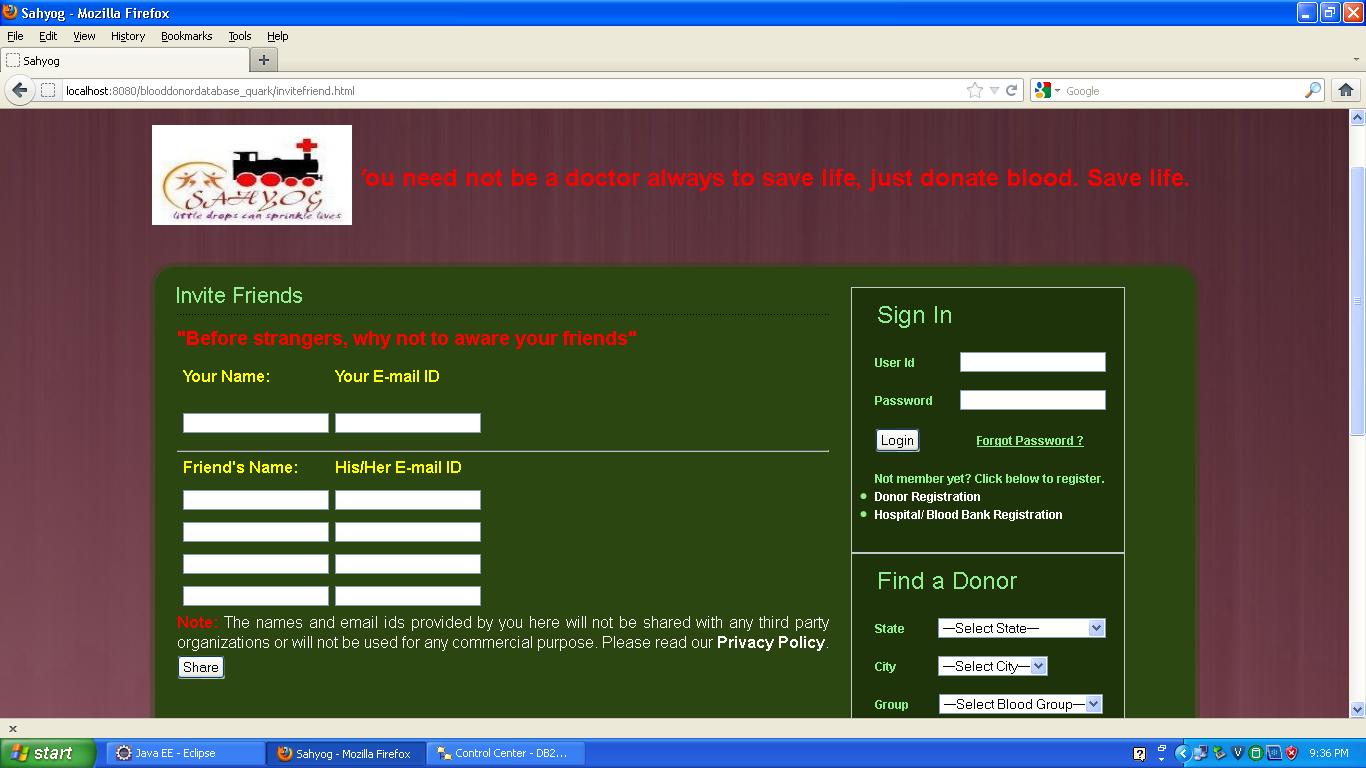 Sahyog - Mozilla Firefox
File Edit View History Bookmarks Tools Help
Sahyog
localhost:8080/blooddonordatabase_quark/invitefriend.html
Google
SAHYOG
little drops can sprinkle lives
You need not be a doctor always to save life, just donate blood. Save life.
Invite Friends
"Before strangers, why not to aware your friends"
Your Name: Your E-mail ID
Friend's Name: His/Her E-mail ID
Note: The names and email ids provided by you here will not be shared with any third party
organizations or will not be used for any commercial purpose. Please read our Privacy Policy.
Share
Sign In
User Id
Password
Login Forgot Password ?
Not member yet? Click below to register.
Donor Registration
Hospital/ Blood Bank Registration
Find a Donor
State —Select State—
City —Select City—
Group —Select Blood Group—
start Java EE - Eclipse Sahyog - Mozilla Firefox Control Center - DB2... 9:36 PM